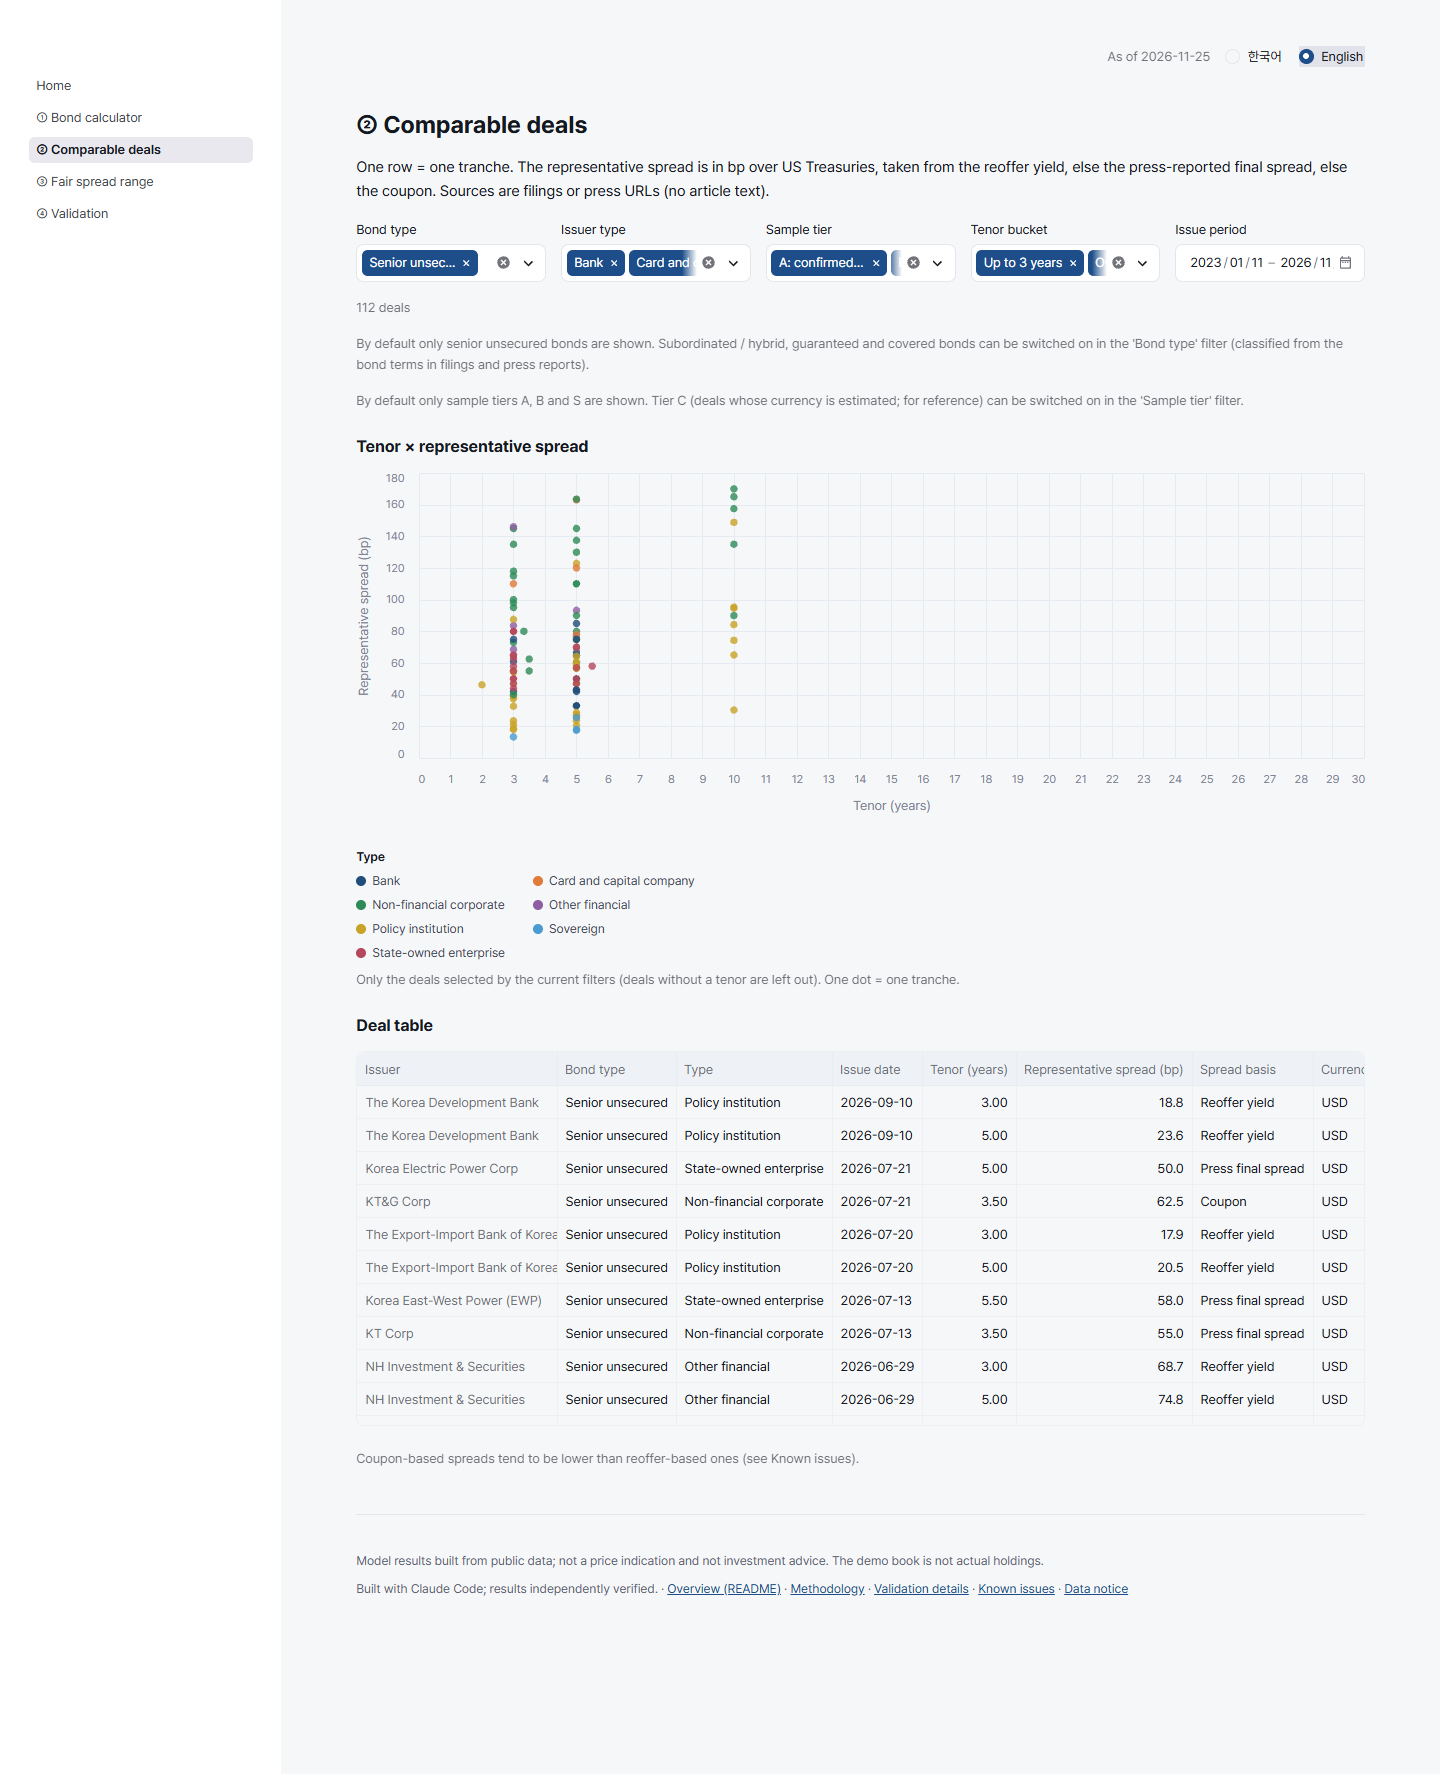 Home
① Bond calculator
② Comparable deals
③ Fair spread range
④ Validation
As of 2026-11-25
한국어
English
② Comparable deals
One row = one tranche. The representative spread is in bp over US Treasuries, taken from the reoffer yield, else the press-reported final spread, else
the coupon. Sources are filings or press URLs (no article text).
Bond type Issuer type Sample tier Tenor bucket Issue period
Senior unsec... × Bank × Card and A: confirmed... × Up to 3 years × 2023/01/11 – 2026/11
112 deals
By default only senior unsecured bonds are shown. Subordinated / hybrid, guaranteed and covered bonds can be switched on in the 'Bond type' filter (classified from the
bond terms in filings and press reports).
By default only sample tiers A, B and S are shown. Tier C (deals whose currency is estimated; for reference) can be switched on in the 'Sample tier' filter.
Tenor × representative spread
Representative spread (bp)
180
160
140
120
100
80
60
40
20
0
0 1 2 3 4 5 6 7 8 9 10 11 12 13 14 15 16 17 18 19 20 21 22 23 24 25 26 27 28 29 30
Tenor (years)
Type
Bank Card and capital company
Non-financial corporate Other financial
Policy institution Sovereign
State-owned enterprise
Only the deals selected by the current filters (deals without a tenor are left out). One dot = one tranche.
Deal table
Issuer Bond type Type Issue date Tenor (years) Representative spread (bp) Spread basis Currenc
The Korea Development Bank Senior unsecured Policy institution 2026-09-10 3.00 18.8 Reoffer yield USD
The Korea Development Bank Senior unsecured Policy institution 2026-09-10 5.00 23.6 Reoffer yield USD
Korea Electric Power Corp Senior unsecured State-owned enterprise 2026-07-21 5.00 50.0 Press final spread USD
KT&G Corp Senior unsecured Non-financial corporate 2026-07-21 3.50 62.5 Coupon USD
The Export-Import Bank of Korea Senior unsecured Policy institution 2026-07-20 3.00 17.9 Reoffer yield USD
The Export-Import Bank of Korea Senior unsecured Policy institution 2026-07-20 5.00 20.5 Reoffer yield USD
Korea East-West Power (EWP) Senior unsecured State-owned enterprise 2026-07-13 5.50 58.0 Press final spread USD
KT Corp Senior unsecured Non-financial corporate 2026-07-13 3.50 55.0 Press final spread USD
NH Investment & Securities Senior unsecured Other financial 2026-06-29 3.00 68.7 Reoffer yield USD
NH Investment & Securities Senior unsecured Other financial 2026-06-29 5.00 74.8 Reoffer yield USD
Coupon-based spreads tend to be lower than reoffer-based ones (see Known issues).
Model results built from public data; not a price indication and not investment advice. The demo book is not actual holdings.
Built with Claude Code; results independently verified. · Overview (README) · Methodology · Validation details · Known issues · Data notice